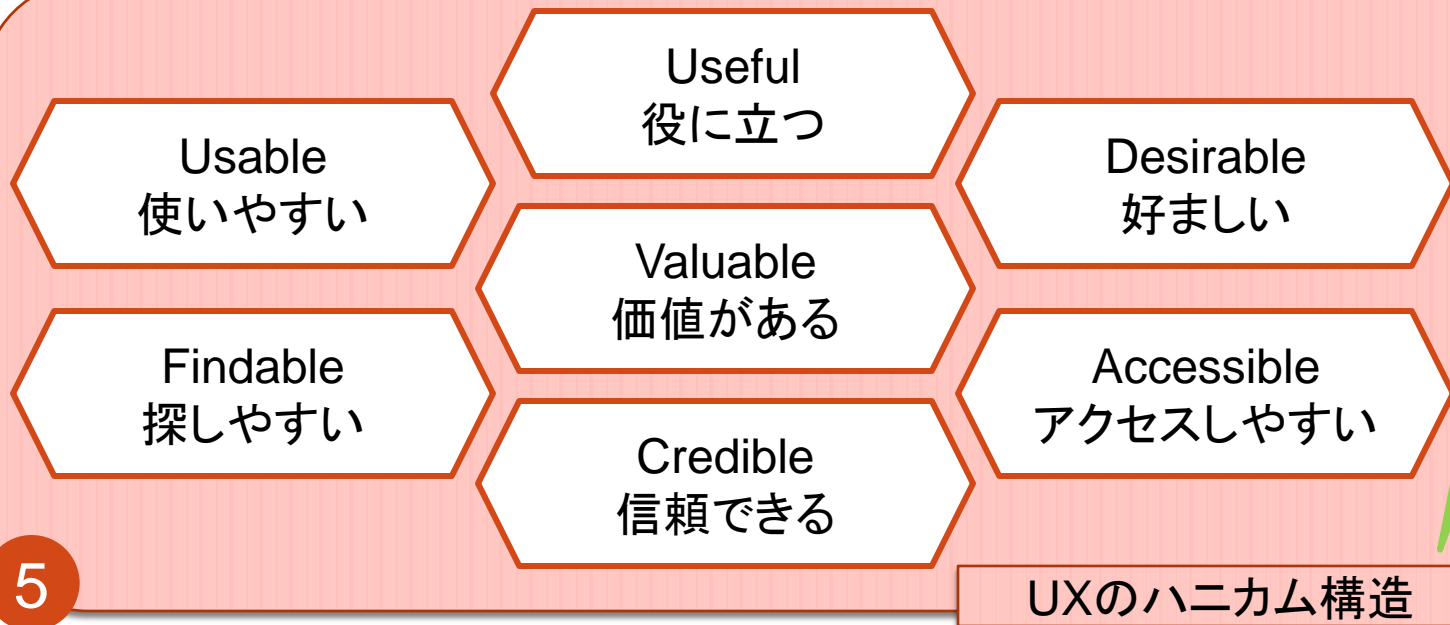 Useful
役に立つ
Usable
使いやすい
Desirable
好ましい
Valuable
価値がある
Findable
探しやすい
Accessible
アクセスしやすい
Credible
信頼できる
5
UXのハニカム構造